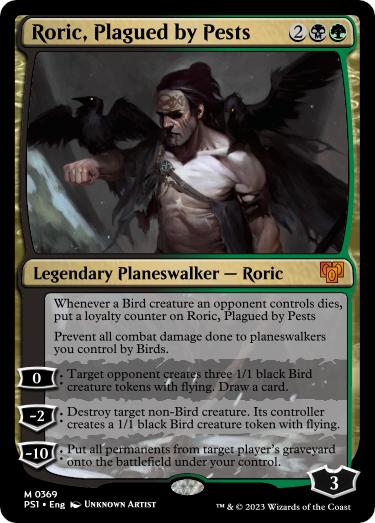 Roric, Plagued by Pests 2
Legendary Planeswalker — Roric
Whenever a Bird creature an opponent controls dies,
put a loyalty counter on Roric, Plagued by Pests
Prevent all combat damage done to planeswalkers
you control by Birds.
0 : Target opponent creates three 1/1 black Bird
creature tokens with flying. Draw a card.
-2 : Destroy target non-Bird creature. Its controller
creates a 1/1 black Bird creature token with flying.
-10 : Put all permanents from target player's graveyard
onto the battlefield under your control.
3
M 0369
PS1 • Eng Unknown Artist
™ & © 2023 Wizards of the Coast